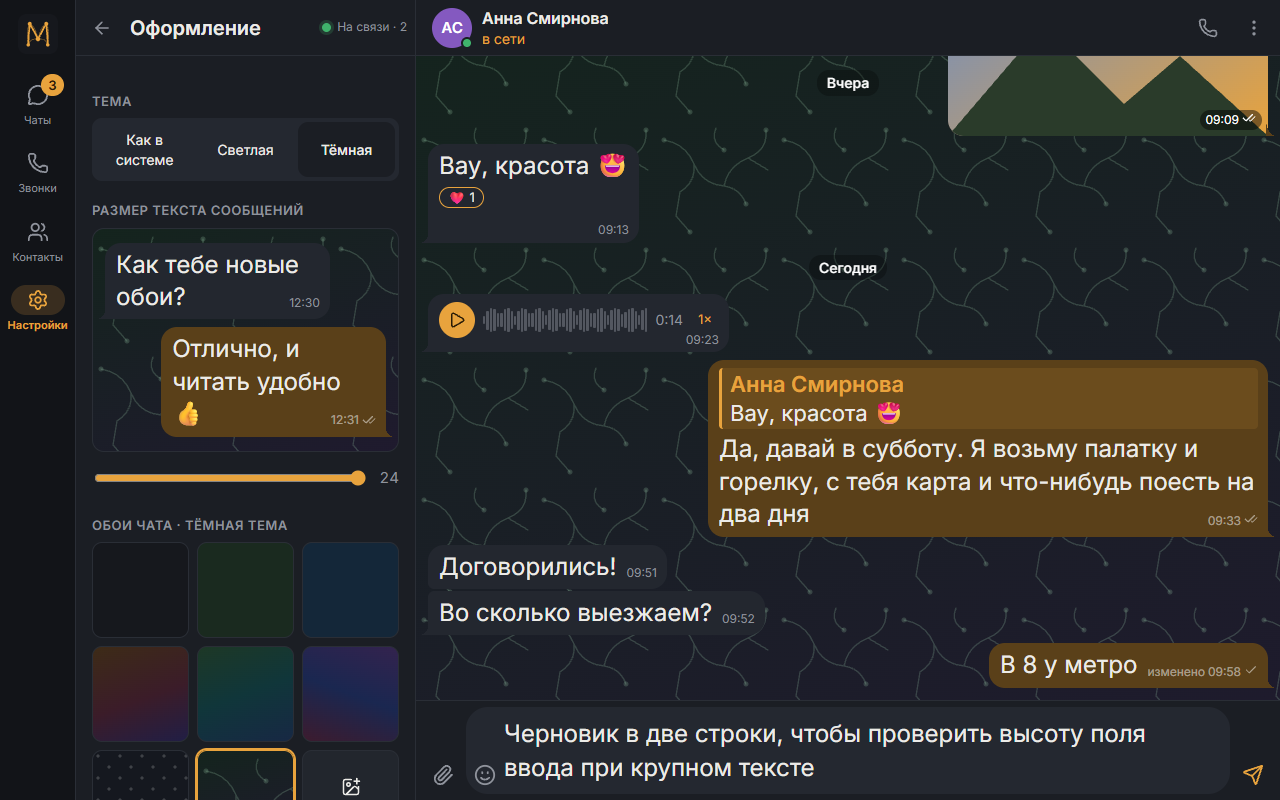 Оформление
На связи · 2
3
Чаты
Звонки
Контакты
Настройки
ТЕМА
Как в
системе
Светлая
Тёмная
РАЗМЕР ТЕКСТА СООБЩЕНИЙ
Как тебе новые
обои?
12:30
Отлично, и
читать удобно
👍
12:31
24
ОБОИ ЧАТА · ТЁМНАЯ ТЕМА
АС
Анна Смирнова
в сети
Вчера
09:09
Вау, красота 🤩
❤️ 1
09:13
Сегодня
0:14
1×
09:23
Анна Смирнова
Вау, красота 🤩
Да, давай в субботу. Я возьму палатку и
горелку, с тебя карта и что-нибудь поесть на
два дня
09:33
Договорились! 09:51
Во сколько выезжаем? 09:52
В 8 у метро изменено 09:58
Черновик в две строки, чтобы проверить высоту поля
ввода при крупном тексте